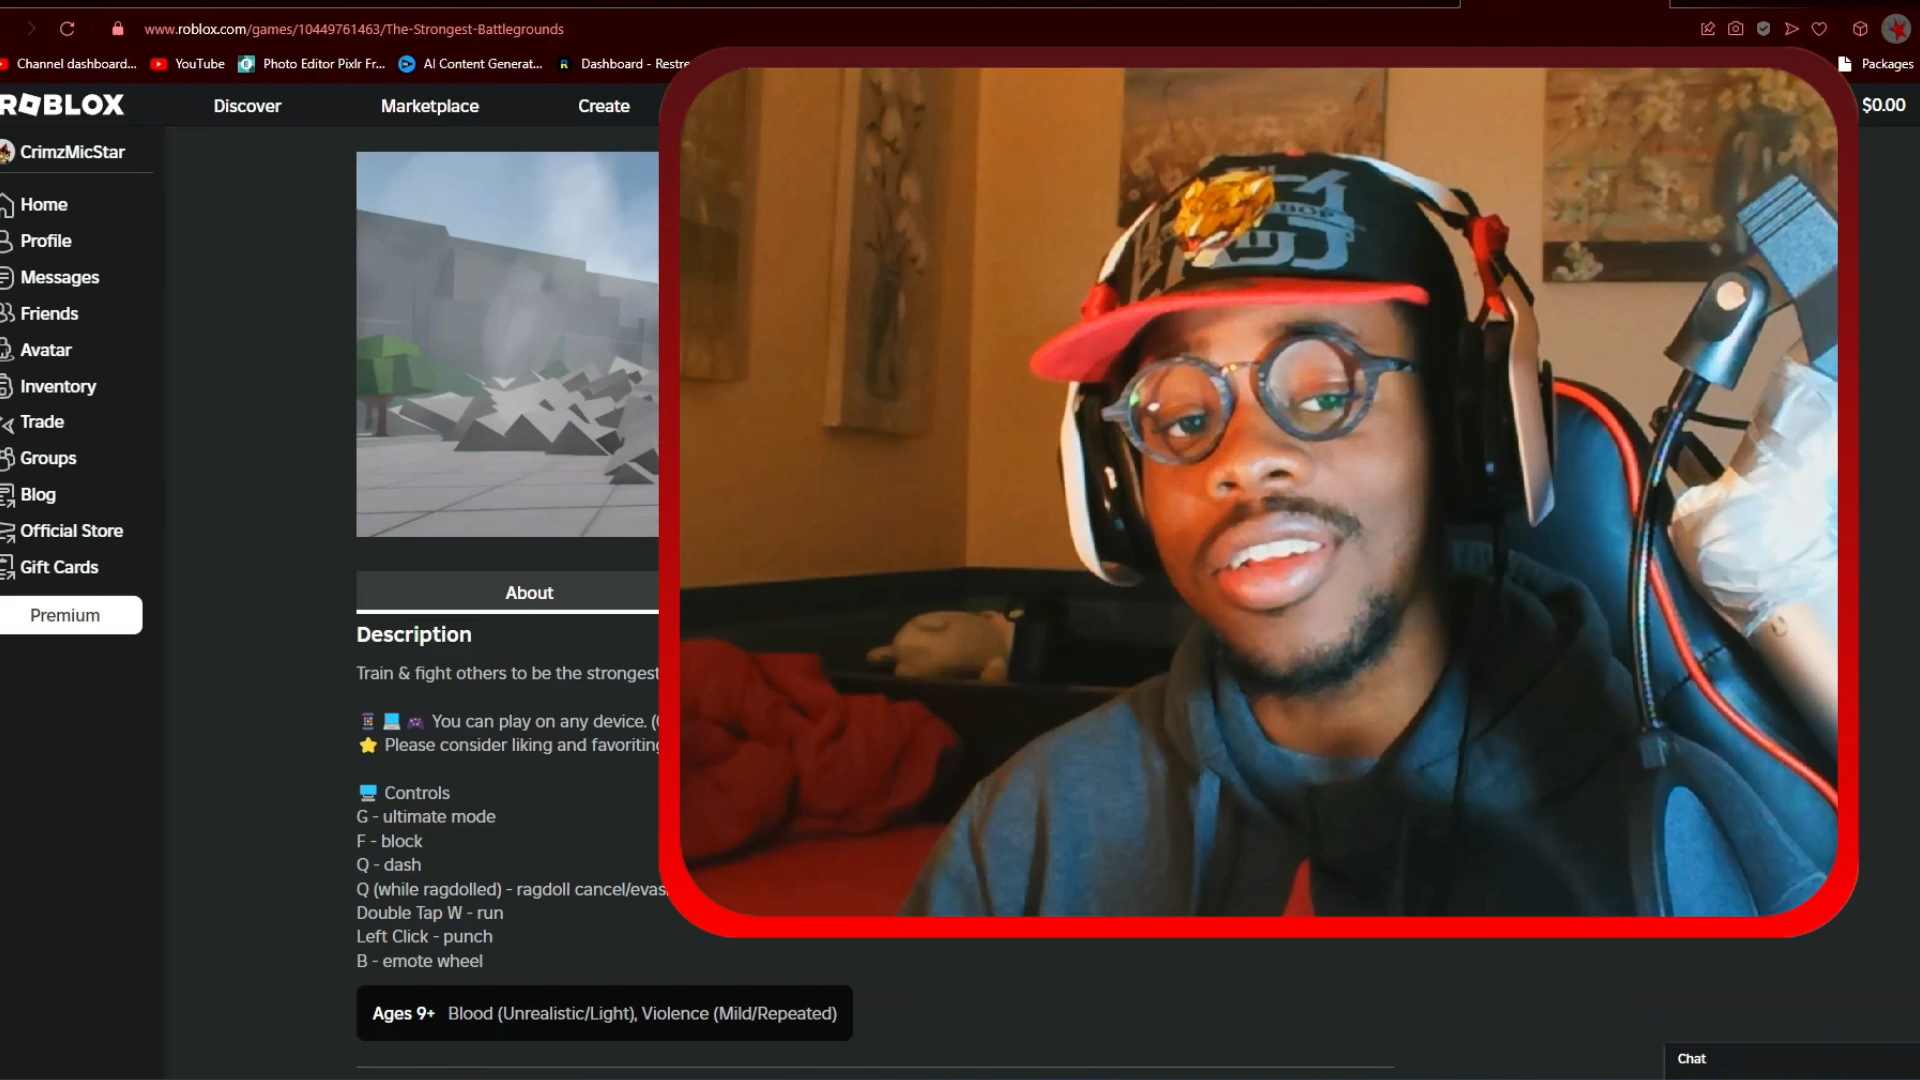 www.roblox.com/games/10449761463/The-Strongest-Battlegrounds
Channel dashboard... YouTube Photo Editor Pixlr Fr... AI Content Generat... Dashboard - Restre Packages
ROBLOX Discover Marketplace Create $0.00
CrimzMicStar
Home
Profile
Messages
Friends
Avatar
Inventory
Trade
Groups
Blog
Official Store
Gift Cards
Premium
About
Description
Train & fight others to be the strongest
You can play on any device. (
Please consider liking and favoriting
Controls
G - ultimate mode
F - block
Q - dash
Q (while ragdolled) - ragdoll cancel/evas
Double Tap W - run
Left Click - punch
B - emote wheel
Ages 9+ Blood (Unrealistic/Light), Violence (Mild/Repeated)
Chat